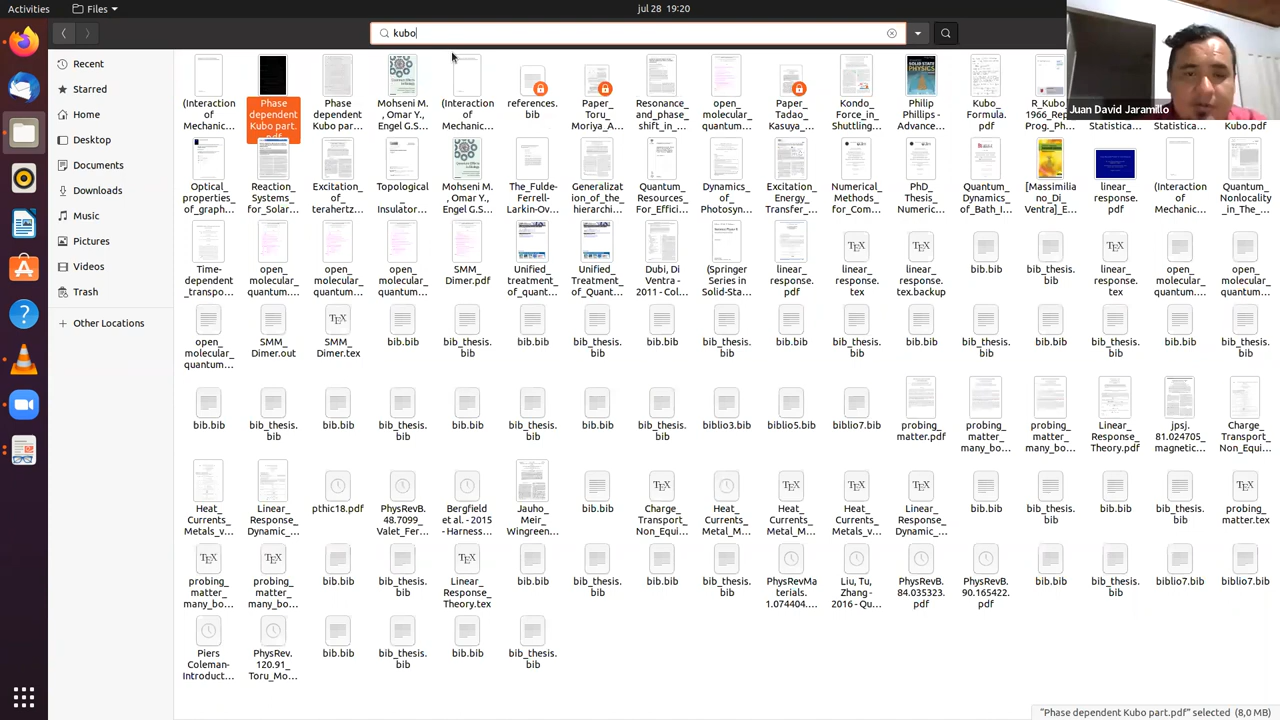 Activities
Files
jul 28 19:20
kubo
Juan David Jaramillo
Recent
Starred
Home
Desktop
Documents
Downloads
Music
Pictures
Videos
Trash
Other Locations
(Interaction of Mechanic...
Phase dependent Kubo part.pdf
Phase dependent Kubo par...
Mohseni M., Omar Y., Engel G.S...
(Interaction of Mechanic...
references.bib
Paper_Toru_Moriya_A...
Resonance_and_phase_shift_in_...
open_molecular_quantum...
Paper_Tadao_Kasuya_...
Kondo_Force_in_Shuttling...
Philip Phillips - Advance...
Kubo_Formula.pdf
R_Kubo_1966_Rep
Statistica...
Statistica...
Kubo.pdf
Optical_properties_of_graph...
Reaction_Systems_for_Solo...
Excitation_of_terahertz...
Topological_Insulator...
Mohseni M., Omar Y., Engel G.S...
The_Fulde-Ferrell-Larkin-Ov...
Generalization_of_the_hierarchi...
Quantum_Resources_For_Effici...
Dynamics_of_Photosyn...
Excitation_Energy_Transfer_...
Numerical_Methods_for_Com...
PhD_Thesis_Numeric...
Quantum_Dynamics_of_Bath_I...
[Massimiliano_Di_Ventra]_E...
linear_response.pdf
(Interaction of Mechanic...
Quantum_Nonlocality_in_The_...
Time-dependent_transpo...
open_molecular_quantum...
open_molecular_quantum...
open_molecular_quantum...
SMM_Dimer.pdf
Unified_treatment_of_quant...
Unified_Treatment_of_Quant...
Dubi, Di Ventra - 2011 - Col...
(Springer Series in Solid-Sta...
linear_response.pdf
linear_response.tex
linear_response.tex.backup
bib.bib
bib_thesis.bib
linear_response.tex
open_molecular_quantum...
open_molecular_quantum...
open_molecular_quantum...
SMM_Dimer.out
SMM_Dimer.tex
bib.bib
bib_thesis.bib
bib.bib
bib_thesis.bib
bib.bib
bib_thesis.bib
bib.bib
bib_thesis.bib
bib.bib
bib_thesis.bib
bib.bib
bib_thesis.bib
bib.bib
bib.bib
bib_thesis.bib
bib.bib
bib_thesis.bib
bib.bib
bib_thesis.bib
bib.bib
bib_thesis.bib
biblio3.bib
biblio5.bib
biblio7.bib
probing_matter.pdf
probing_matter_many_bo...
probing_matter_many_bo...
Linear_Response_Theory.pdf
.jpsj.81.024705_magnetic...
Charge_Transport_Non_Equi...
Heat_Currents_Metals_v...
Linear_Response_Dynamic_...
pthic18.pdf
PhysRevB.48.7099_Valet_Fer...
Bergfield et al. - 2015 - Harness...
Jauho_Meir_Wingreen...
bib.bib
Charge_Transport_Non_Equi...
Heat_Currents_Metal_M...
Heat_Currents_Metal_M...
Heat_Currents_Metals_v...
Linear_Response_Dynamic_...
bib.bib
bib_thesis.bib
bib.bib
bib_thesis.bib
probing_matter.tex
probing_matter_many_bo...
probing_matter_many_bo...
bib.bib
bib_thesis.bib
Linear_Response_Theory.tex
bib.bib
bib_thesis.bib
bib.bib
bib_thesis.bib
PhysRevMaterials.1.074404....
Liu, Tu, Zhang - 2016 - Qu...
PhysRevB.84.035323.pdf
PhysRevB.90.165422.pdf
bib.bib
bib_thesis.bib
biblio7.bib
biblio7.bib
Piers Coleman-Introduct...
PhysRev.120.91_Toru_Mo...
bib.bib
bib_thesis.bib
bib.bib
bib_thesis.bib
"Phase dependent Kubo part.pdf" selected (8,0 MB)